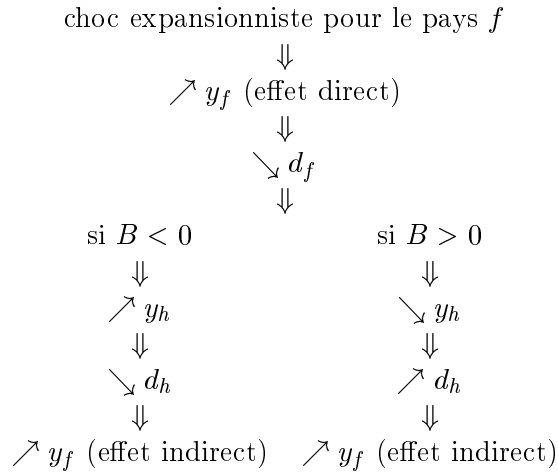 choc expansionniste pour le pays f
⇓
↗ y_f (effet direct)
⇓
↘ d_f
⇓
si B < 0 si B > 0
⇓ ⇓
↗ y_h ↘ y_h
⇓ ⇓
↘ d_h ↗ d_h
⇓ ⇓
↗ y_f (effet indirect) ↗ y_f (effet indirect)